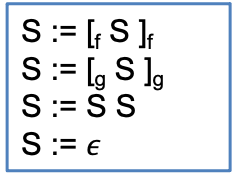 S := [f S ]f
S := [g S ]g
S := S S
S := ϵ